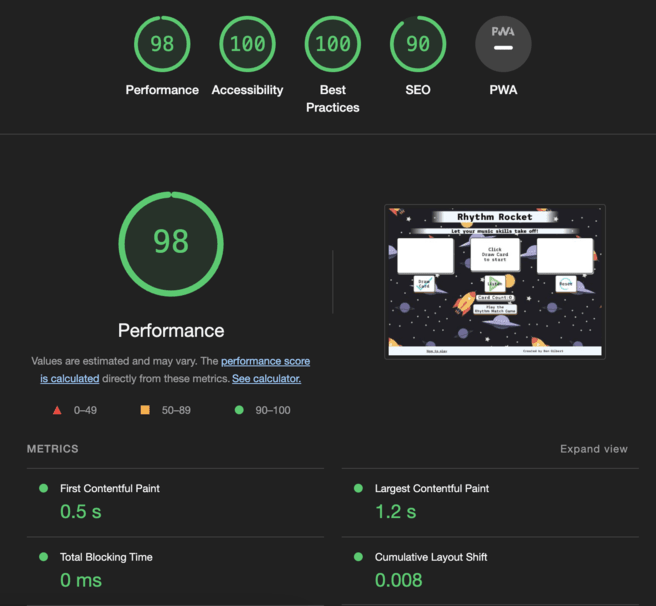 98
100
100
90
PWA
Performance
Accessibility
Best
Practices
SEO
PWA
98
Performance
Values are estimated and may vary. The performance score
is calculated directly from these metrics. See calculator.
0–49
50–89
90–100
Rhythm Rocket
Let your music skills take off!
Click
Draw Card
to start
Draw
Card
Listen
Reset
Card Count:0
Play the
Rhythm Match Game
How to play
Created by Dan Gilbert
METRICS
Expand view
First Contentful Paint
0.5 s
Largest Contentful Paint
1.2 s
Total Blocking Time
0 ms
Cumulative Layout Shift
0.008